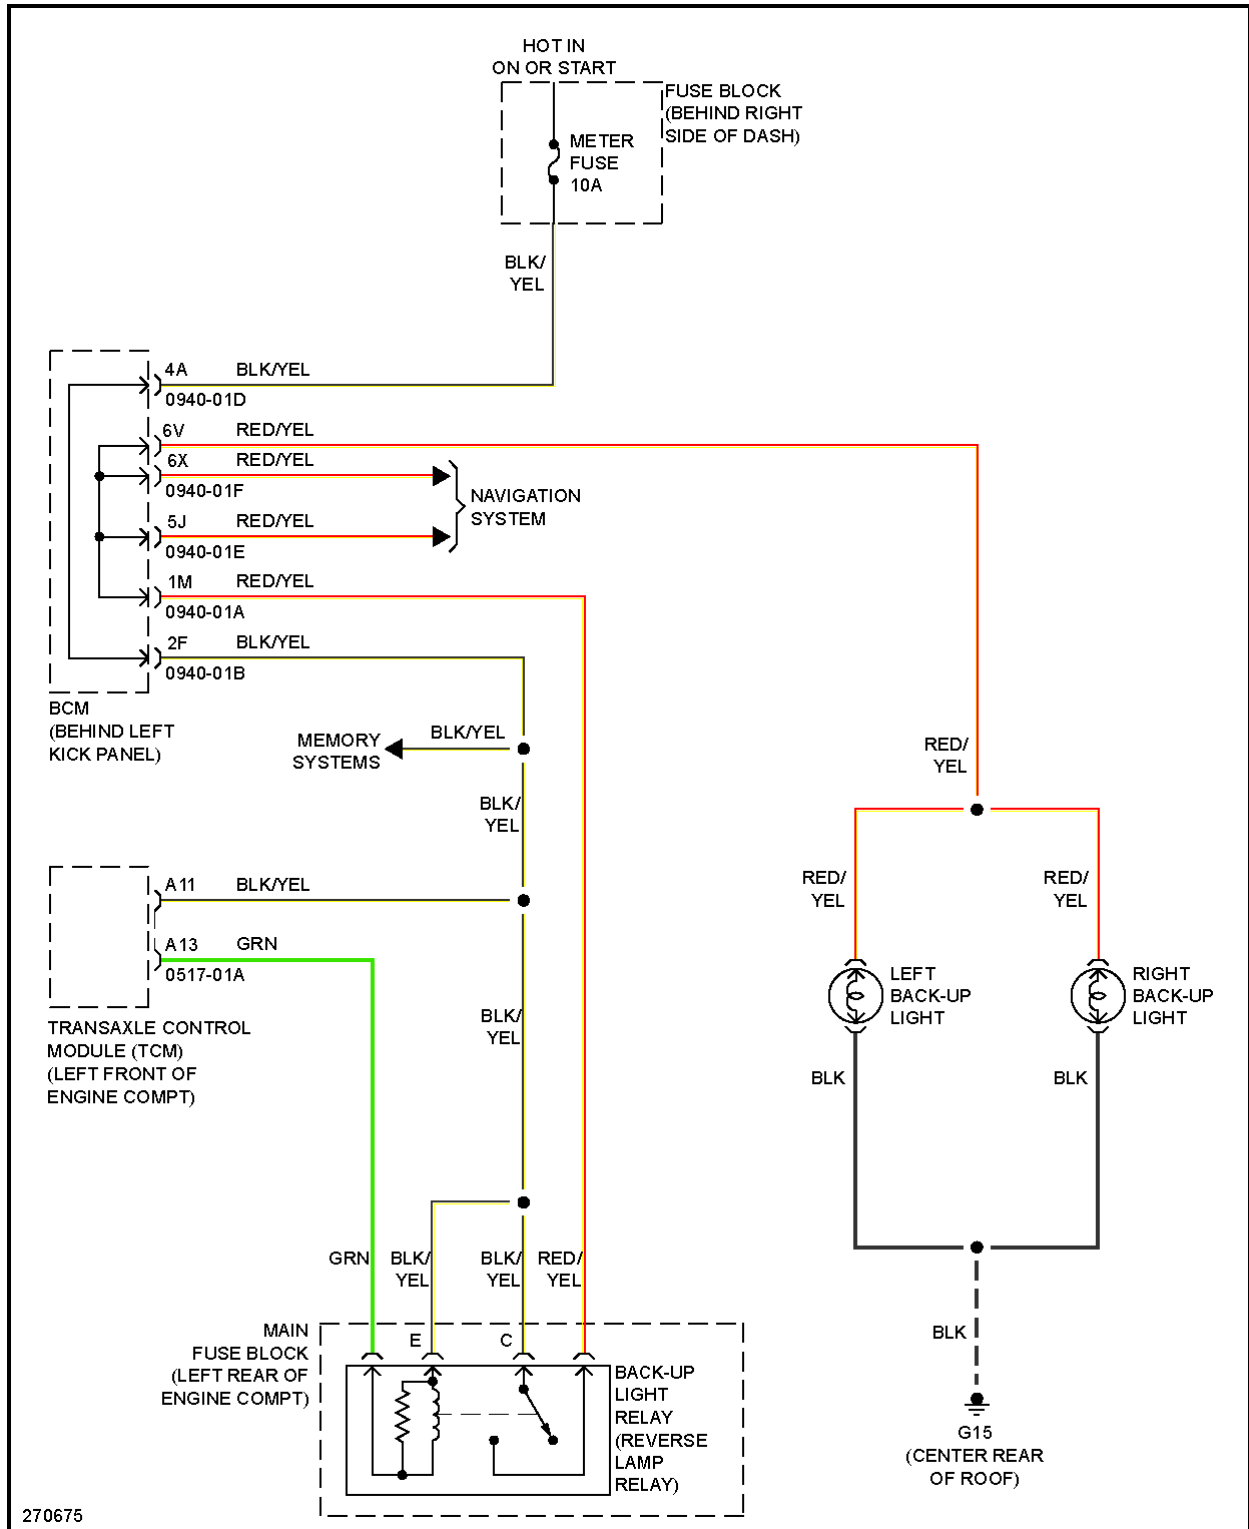 HOT IN
ON OR START
FUSE BLOCK
(BEHIND RIGHT
SIDE OF DASH)
METER
FUSE
10A
BLK/
YEL
4A BLK/YEL
0940-01D
6V RED/YEL
6X RED/YEL
0940-01F
NAVIGATION
SYSTEM
5J RED/YEL
0940-01E
1M RED/YEL
0940-01A
2F BLK/YEL
0940-01B
BCM
(BEHIND LEFT
KICK PANEL)
MEMORY
SYSTEMS
BLK/YEL
RED/
YEL
BLK/
YEL
A11 BLK/YEL
A13 GRN
0517-01A
TRANSAXLE CONTROL
MODULE (TCM)
(LEFT FRONT OF
ENGINE COMPT)
RED/
YEL
RED/
YEL
LEFT
BACK-UP
LIGHT
RIGHT
BACK-UP
LIGHT
BLK/
YEL
BLK
BLK
GRN
BLK/
YEL
BLK/
YEL
RED/
YEL
MAIN
FUSE BLOCK
(LEFT REAR OF
ENGINE COMPT)
E
C
BACK-UP
LIGHT
RELAY
(REVERSE
LAMP
RELAY)
BLK
G15
(CENTER REAR
OF ROOF)
270675